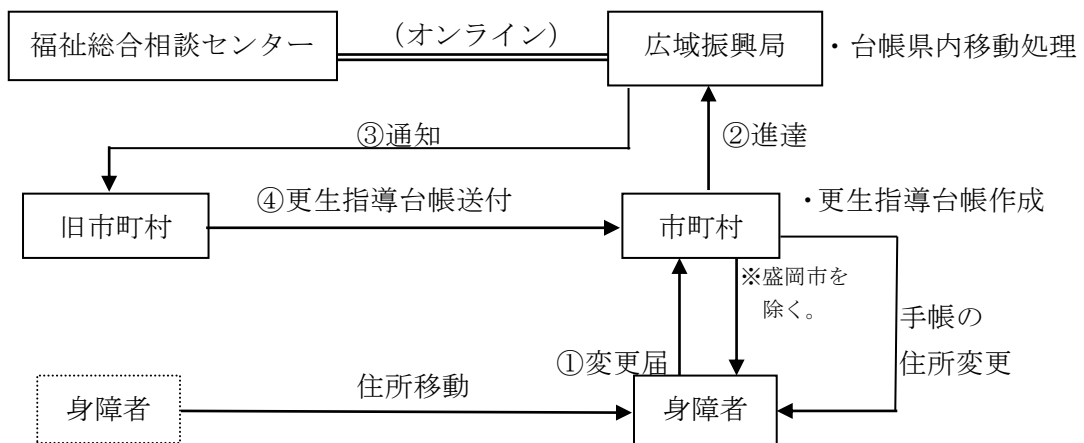 福祉総合相談センター
（オンライン）
広域振興局
・台帳県内移動処理
③通知
②進達
旧市町村
④更生指導台帳送付
市町村
・更生指導台帳作成
※盛岡市を
除く。
手帳の
住所変更
①変更届
身障者
住所移動
身障者